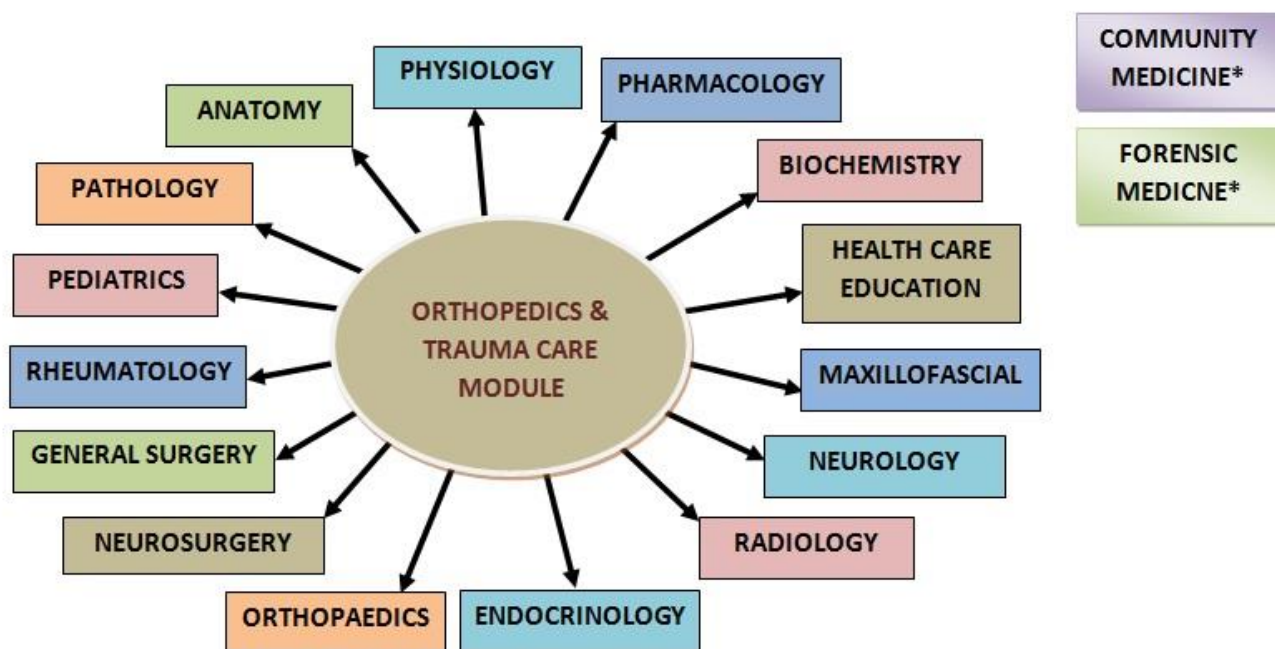 COMMUNITY
MEDICINE*
FORENSIC
MEDICNE*
PHYSIOLOGY
PHARMACOLOGY
ANATOMY
BIOCHEMISTRY
PATHOLOGY
HEALTH CARE
EDUCATION
PEDIATRICS
ORTHOPEDICS &
TRAUMA CARE
MODULE
RHEUMATOLOGY
MAXILLOFASCIAL
GENERAL SURGERY
NEUROLOGY
NEUROSURGERY
RADIOLOGY
ORTHOPAEDICS
ENDOCRINOLOGY